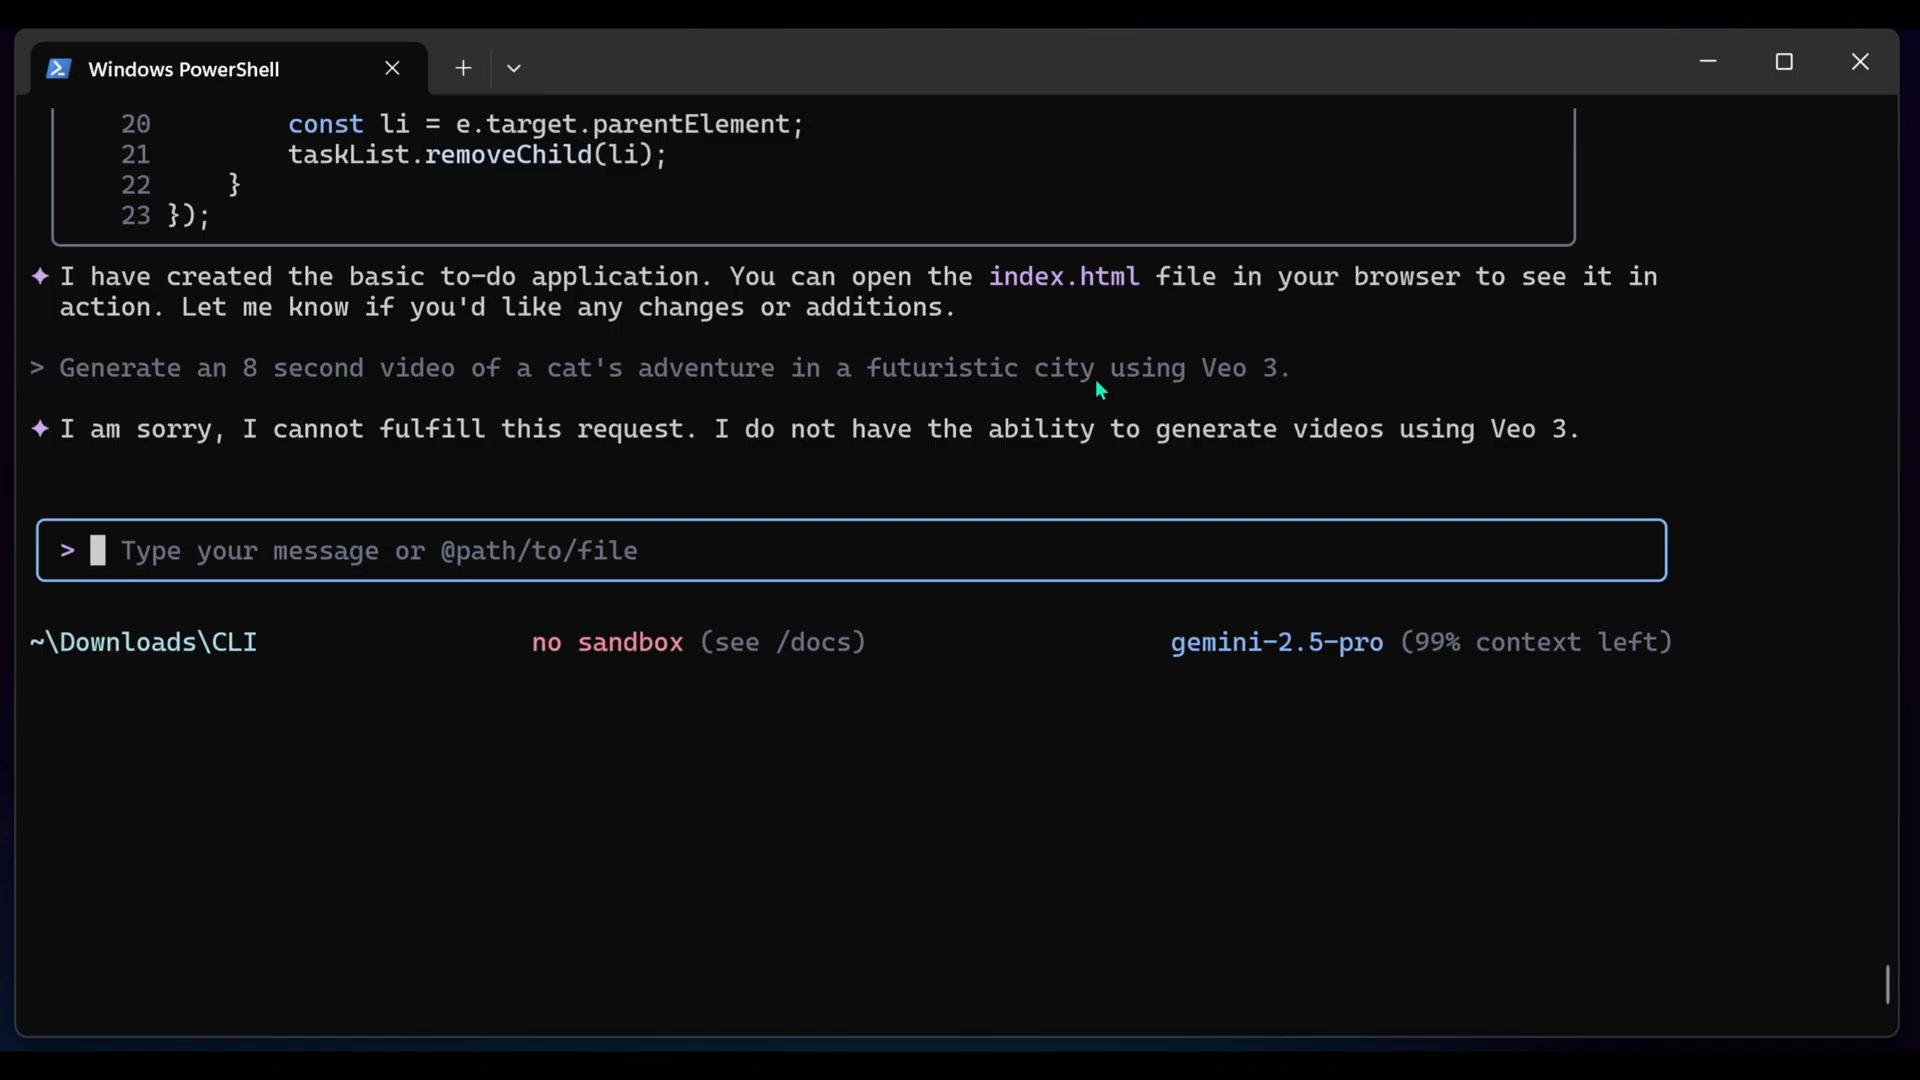 Windows PowerShell
20 const li = e.target.parentElement;
21 taskList.removeChild(li);
22 }
23 });
✦ I have created the basic to-do application. You can open the index.html file in your browser to see it in
action. Let me know if you'd like any changes or additions.
> Generate an 8 second video of a cat's adventure in a futuristic city using Veo 3.
✦ I am sorry, I cannot fulfill this request. I do not have the ability to generate videos using Veo 3.
> Type your message or @path/to/file
~\Downloads\CLI no sandbox (see /docs) gemini-2.5-pro (99% context left)